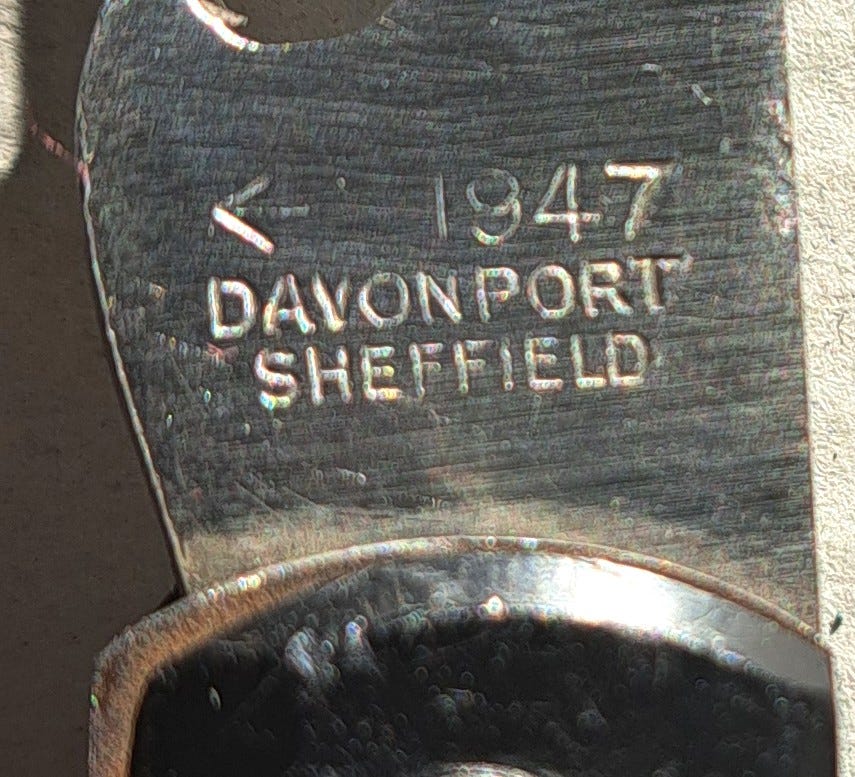 ← 1947
DAVONPORT
SHEFFIELD